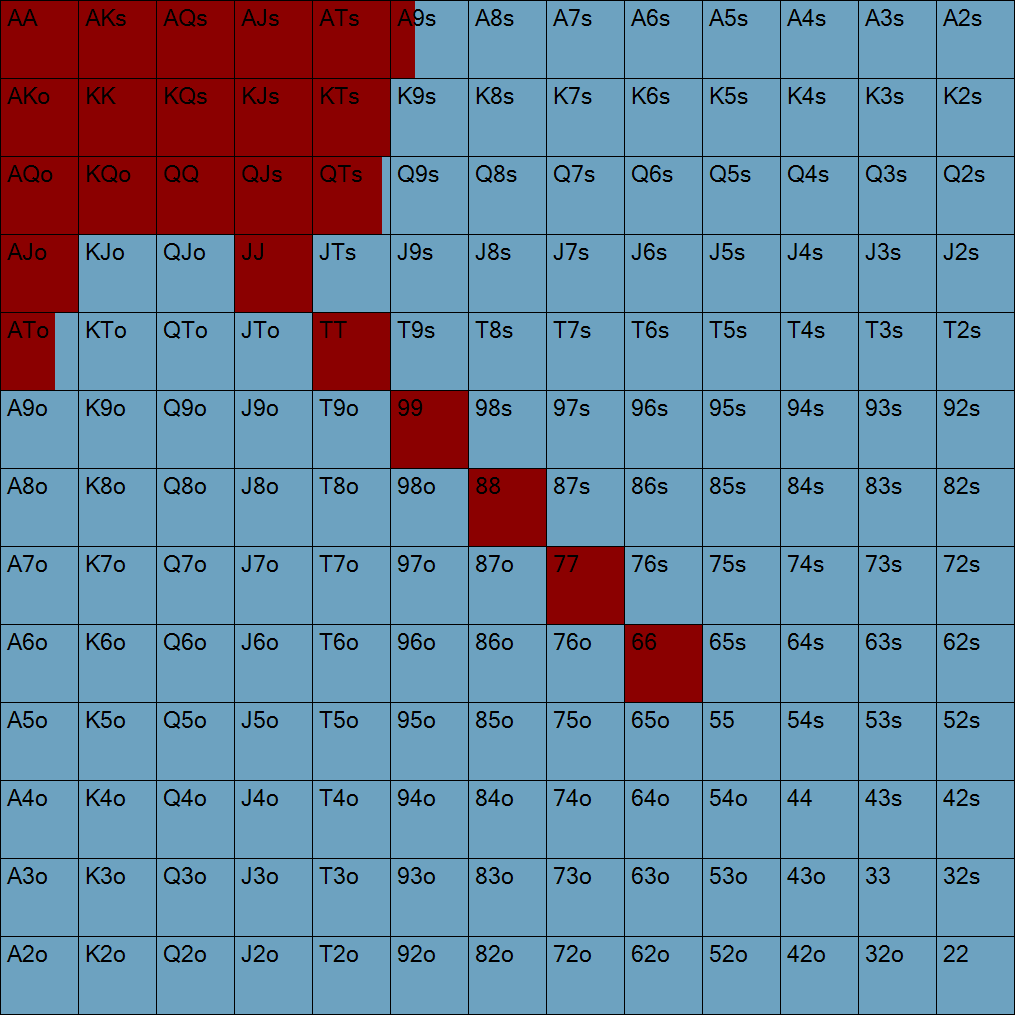 AA AKs AQs AJs ATs A9s A8s A7s A6s A5s A4s A3s A2s
AKo KK KQs KJs KTs K9s K8s K7s K6s K5s K4s K3s K2s
AQo KQo QQ QJs QTs Q9s Q8s Q7s Q6s Q5s Q4s Q3s Q2s
AJo KJo QJo JJ JTs J9s J8s J7s J6s J5s J4s J3s J2s
ATo KTo QTo JTo TT T9s T8s T7s T6s T5s T4s T3s T2s
A9o K9o Q9o J9o T9o 99 98s 97s 96s 95s 94s 93s 92s
A8o K8o Q8o J8o T8o 98o 88 87s 86s 85s 84s 83s 82s
A7o K7o Q7o J7o T7o 97o 87o 77 76s 75s 74s 73s 72s
A6o K6o Q6o J6o T6o 96o 86o 76o 66 65s 64s 63s 62s
A5o K5o Q5o J5o T5o 95o 85o 75o 65o 55 54s 53s 52s
A4o K4o Q4o J4o T4o 94o 84o 74o 64o 54o 44 43s 42s
A3o K3o Q3o J3o T3o 93o 83o 73o 63o 53o 43o 33 32s
A2o K2o Q2o J2o T2o 92o 82o 72o 62o 52o 42o 32o 22